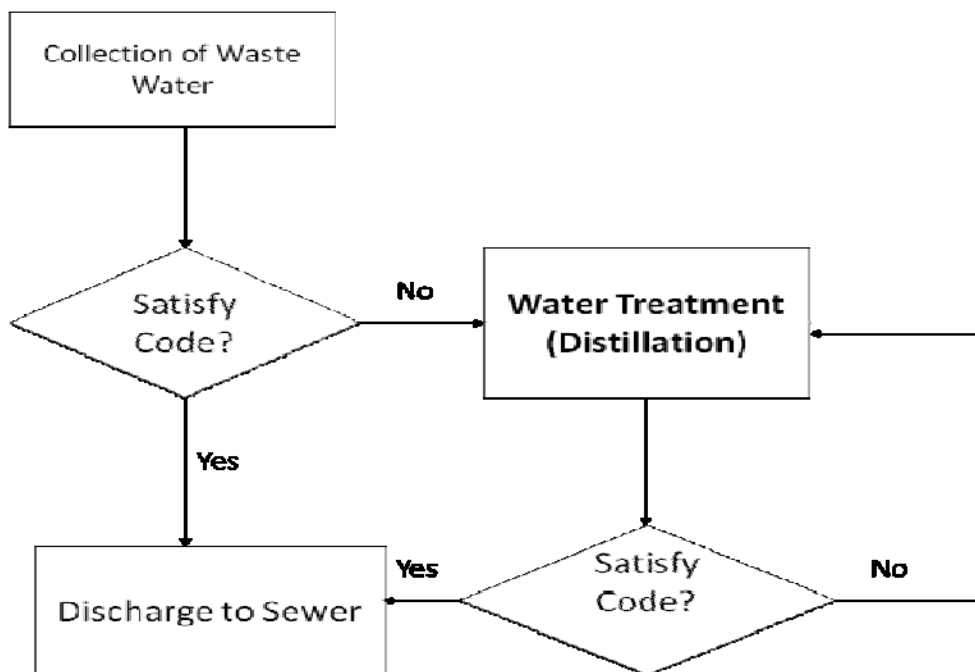 Collection of Waste
Water
Satisfy
Code?
No
Water Treatment
(Distillation)
Yes
Discharge to Sewer
Yes
Satisfy
Code?
No